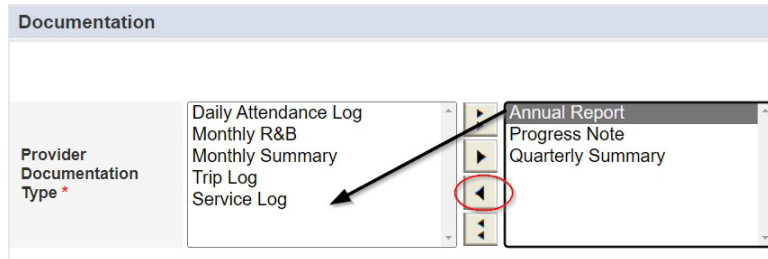 Documentation
Daily Attendance Log
Monthly R&B
Monthly Summary
Trip Log
Service Log
Annual Report
Progress Note
Quarterly Summary
Provider
Documentation
Type *